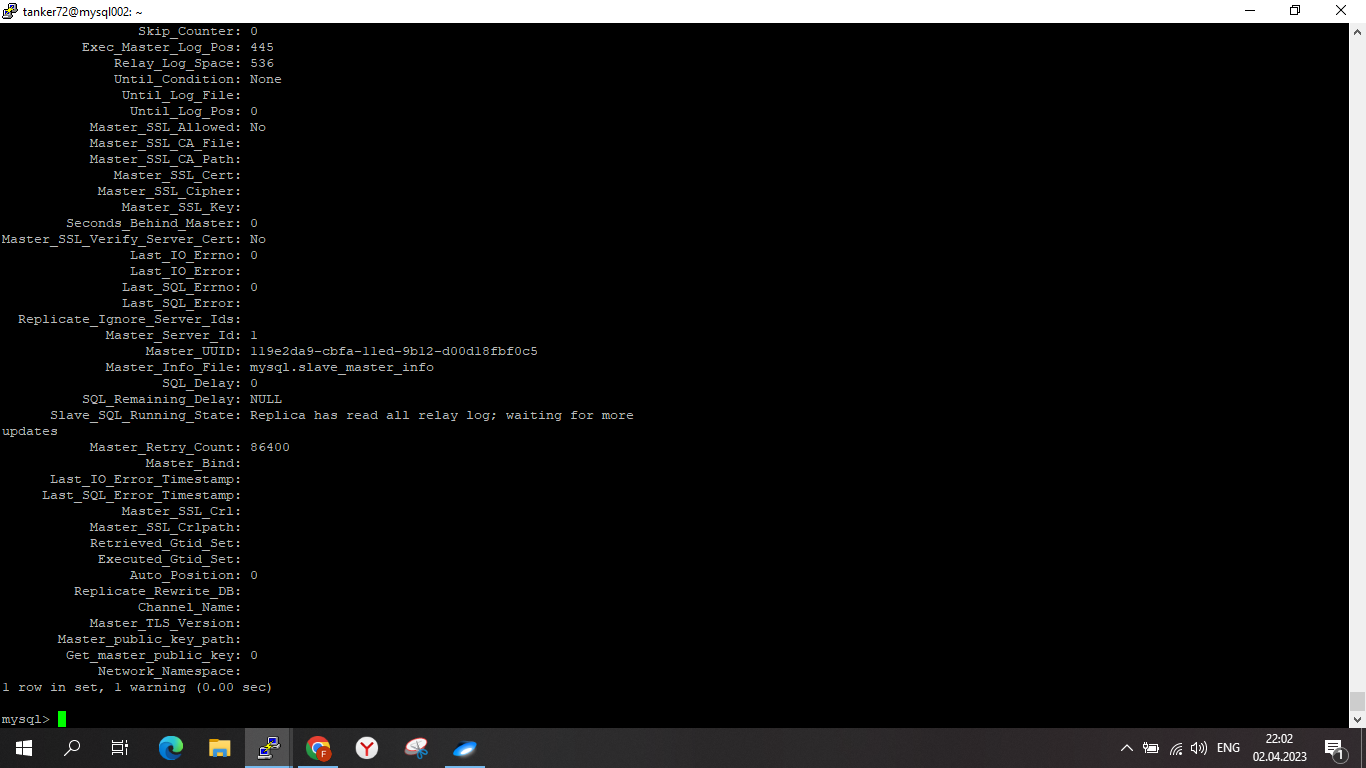 tanker72@mysql002: ~
Skip_Counter: 0
Exec_Master_Log_Pos: 445
Relay_Log_Space: 536
Until_Condition: None
Until_Log_File:
Until_Log_Pos: 0
Master_SSL_Allowed: No
Master_SSL_CA_File:
Master_SSL_CA_Path:
Master_SSL_Cert:
Master_SSL_Cipher:
Master_SSL_Key:
Seconds_Behind_Master: 0
Master_SSL_Verify_Server_Cert: No
Last_IO_Errno: 0
Last_IO_Error:
Last_SQL_Errno: 0
Last_SQL_Error:
Replicate_Ignore_Server_Ids:
Master_Server_Id: 1
Master_UUID: 119e2da9-cbfa-11ed-9b12-d00d18fbf0c5
Master_Info_File: mysql.slave_master_info
SQL_Delay: 0
SQL_Remaining_Delay: NULL
Slave_SQL_Running_State: Replica has read all relay log; waiting for more
updates
Master_Retry_Count: 86400
Master_Bind:
Last_IO_Error_Timestamp:
Last_SQL_Error_Timestamp:
Master_SSL_Crl:
Master_SSL_Crlpath:
Retrieved_Gtid_Set:
Executed_Gtid_Set:
Auto_Position: 0
Replicate_Rewrite_DB:
Channel_Name:
Master_TLS_Version:
Master_public_key_path:
Get_master_public_key: 0
Network_Namespace:
1 row in set, 1 warning (0.00 sec)
mysql>
F
Y
ENG
22:02
02.04.2023
1